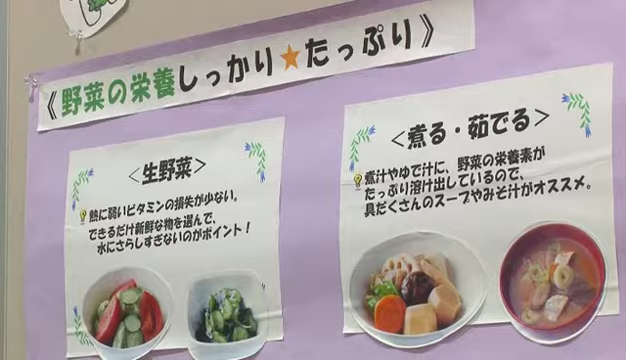 《野菜の栄養しっかり★たっぷり》
<生野菜>
熱に弱いビタミンの損失が少ない。
できるだけ新鮮な物を選んで、
水にさらしすぎないのがポイント！
<煮る・茹でる>
煮汁やゆで汁に、野菜の栄養素が
たっぷり溶け出しているので、
具だくさんのスープやみそ汁がオススメ。